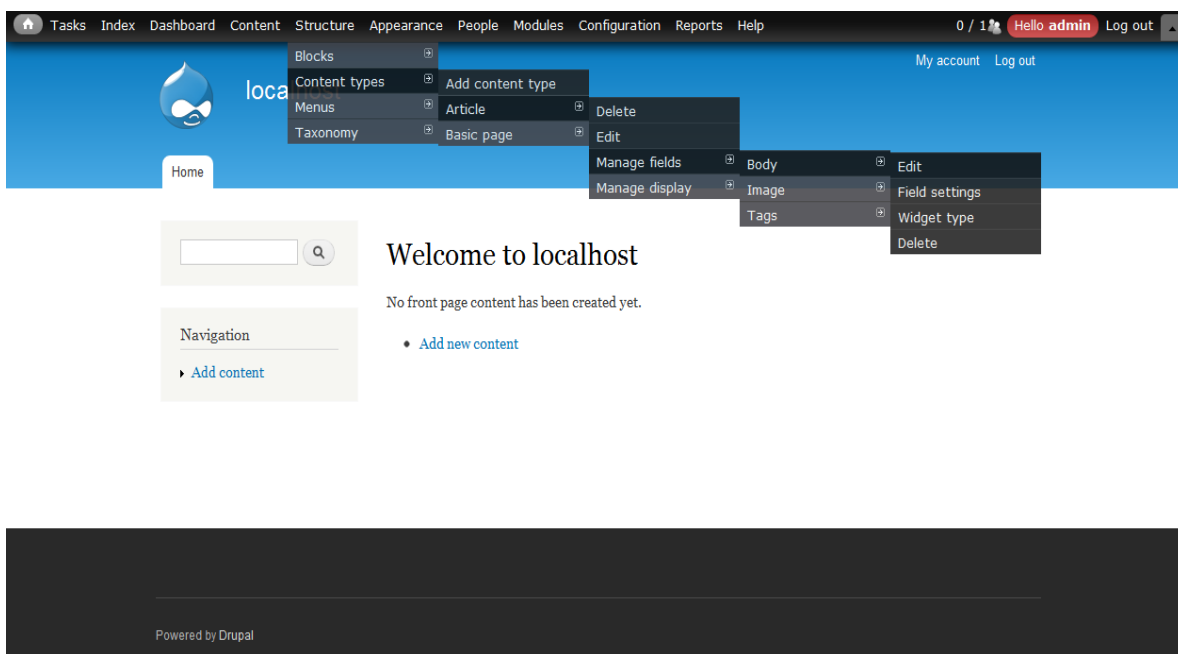 Tasks Index Dashboard Content Structure Appearance People Modules Configuration Reports Help 0 / 1 Hello admin Log out
My account Log out
localhost
Blocks
Content types
Menus
Taxonomy
Add content type
Article
Basic page
Delete
Edit
Manage fields
Manage display
Body
Image
Tags
Edit
Field settings
Widget type
Delete
Home
Welcome to localhost
No front page content has been created yet.
Add new content
Navigation
Add content
Powered by Drupal